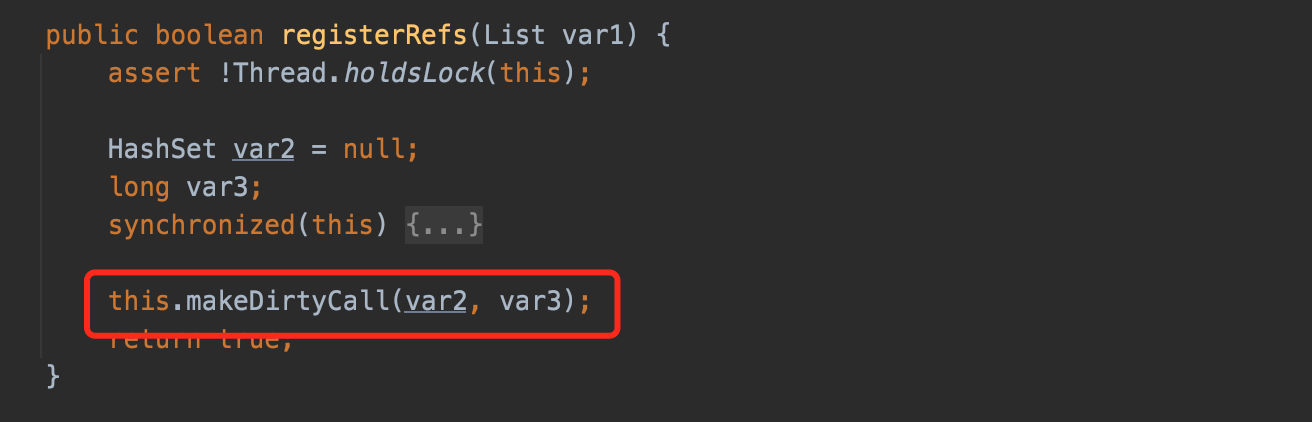 public boolean registerRefs(List var1) {
assert !Thread.holdsLock(this);
HashSet var2 = null;
long var3;
synchronized(this) {...}
this.makeDirtyCall(var2, var3);
return true;
}